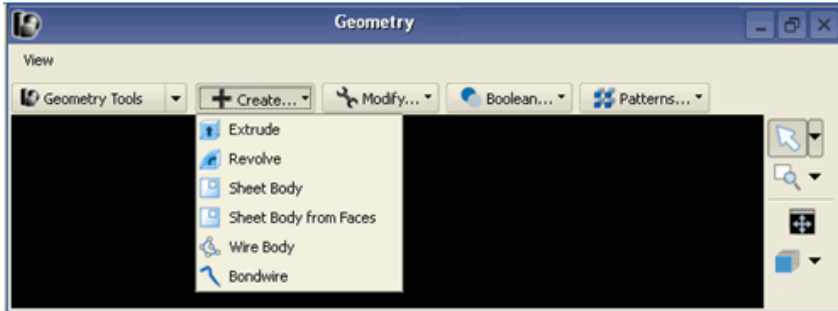 Geometry
View
Geometry Tools Create... Modify... Boolean... Patterns...
Extrude
Revolve
Sheet Body
Sheet Body from Faces
Wire Body
Bondwire